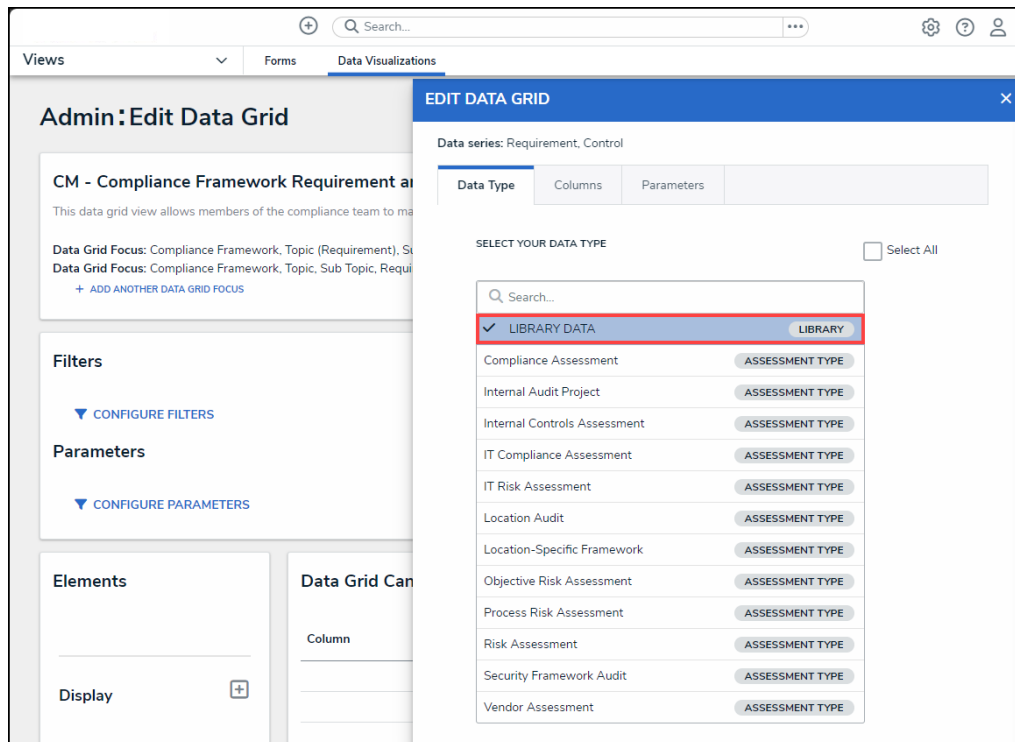 Search...
Views
Forms
Data Visualizations
Admin:Edit Data Grid
CM - Compliance Framework Requirement
This data grid view allows members of the compliance team to
Data Grid Focus: Compliance Framework, Topic (Requirement),
Data Grid Focus: Compliance Framework, Topic, Sub Topic,
+ ADD ANOTHER DATA GRID FOCUS
Filters
CONFIGURE FILTERS
Parameters
CONFIGURE PARAMETERS
Elements
Display
Data Grid
Column
EDIT DATA GRID
Data series: Requirement, Control
Data Type
Columns
Parameters
SELECT YOUR DATA TYPE
Select All
Search...
LIBRARY DATA LIBRARY
Compliance Assessment ASSESSMENT TYPE
Internal Audit Project ASSESSMENT TYPE
Internal Controls Assessment ASSESSMENT TYPE
IT Compliance Assessment ASSESSMENT TYPE
IT Risk Assessment ASSESSMENT TYPE
Location Audit ASSESSMENT TYPE
Location-Specific Framework ASSESSMENT TYPE
Objective Risk Assessment ASSESSMENT TYPE
Process Risk Assessment ASSESSMENT TYPE
Risk Assessment ASSESSMENT TYPE
Security Framework Audit ASSESSMENT TYPE
Vendor Assessment ASSESSMENT TYPE